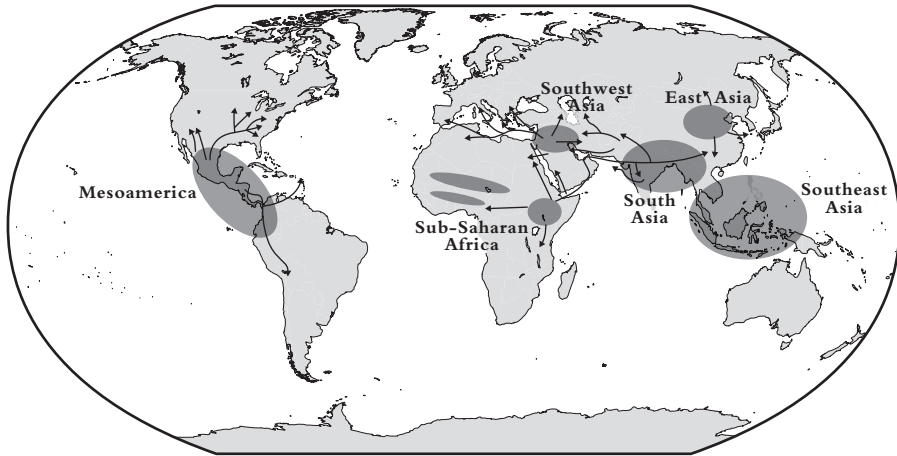 Southwest
Asia
East Asia
Mesoamerica
South
Asia
Southeast
Asia
Sub-Saharan
Africa